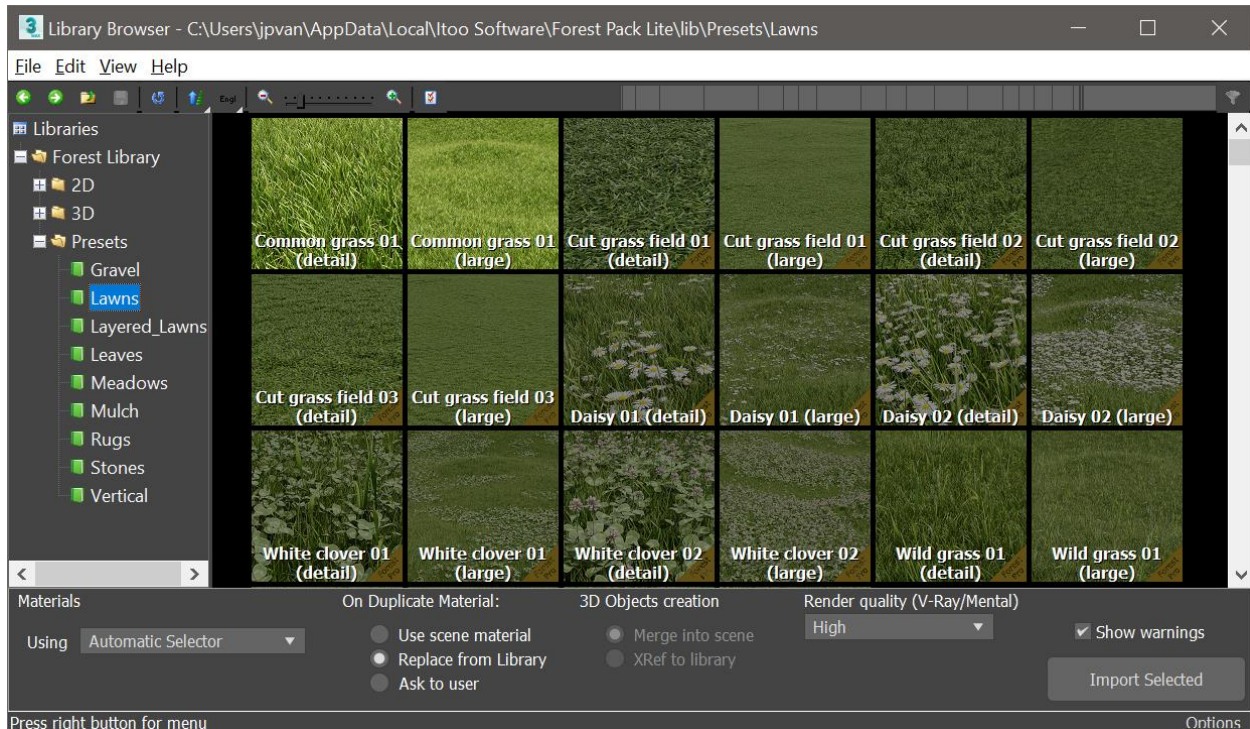 Library Browser - C:\Users\jpvan\AppData\Local\Itoo Software\Forest Pack Lite\lib\Presets\Lawns
File Edit View Help
Engl
Libraries
Forest Library
2D
3D
Presets
Gravel
Lawns
Layered_Lawns
Leaves
Meadows
Mulch
Rugs
Stones
Vertical
Common grass 01 (detail)
Common grass 01 (large)
Cut grass field 01 (detail)
Cut grass field 01 (large)
Cut grass field 02 (detail)
Cut grass field 02 (large)
Cut grass field 03 (detail)
Cut grass field 03 (large)
Daisy 01 (detail)
Daisy 01 (large)
Daisy 02 (detail)
Daisy 02 (large)
White clover 01 (detail)
White clover 01 (large)
White clover 02 (detail)
White clover 02 (large)
Wild grass 01 (detail)
Wild grass 01 (large)
Materials
Using Automatic Selector
On Duplicate Material:
Use scene material
Replace from Library
Ask to user
3D Objects creation
Merge into scene
XRef to library
Render quality (V-Ray/Mental)
High
Show warnings
Import Selected
Press right button for menu
Options